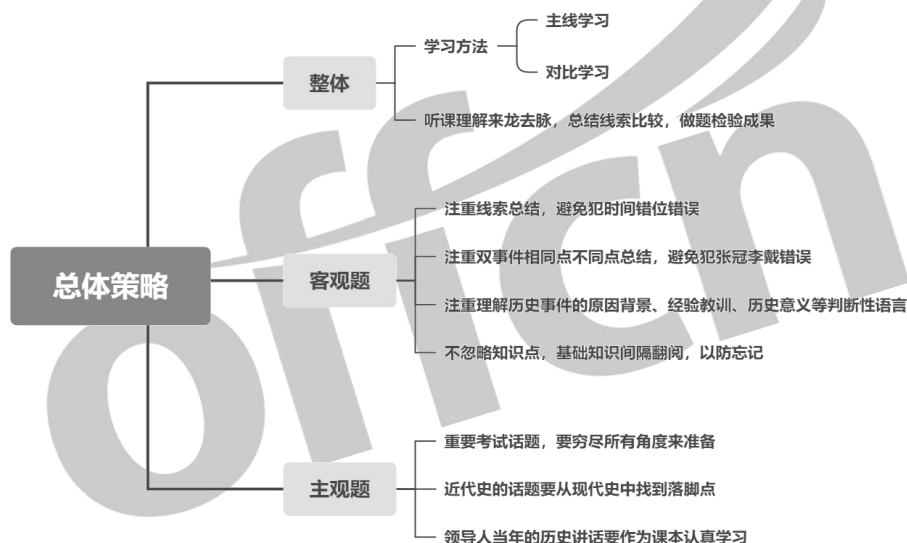 总体策略
整体
学习方法
主线学习
对比学习
听课理解来龙去脉，总结线索比较，做题检验成果
客观题
注重线索总结，避免犯时间错位错误
注重双事件相同点不同点总结，避免犯张冠李戴错误
注重理解历史事件的原因背景、经验教训、历史意义等判断性语言
不忽略知识点，基础知识间隔翻阅，以防忘记
主观题
重要考试话题，要穷尽所有角度来准备
近代史的话题要从现代史中找到落脚点
领导人当年的历史讲话要作为课本认真学习
offcn